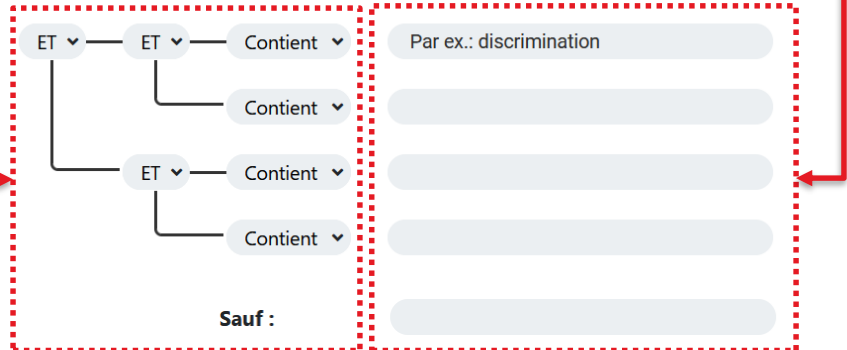 ET ET Contient Par ex.: discrimination
Contient
ET Contient
Contient
Sauf :